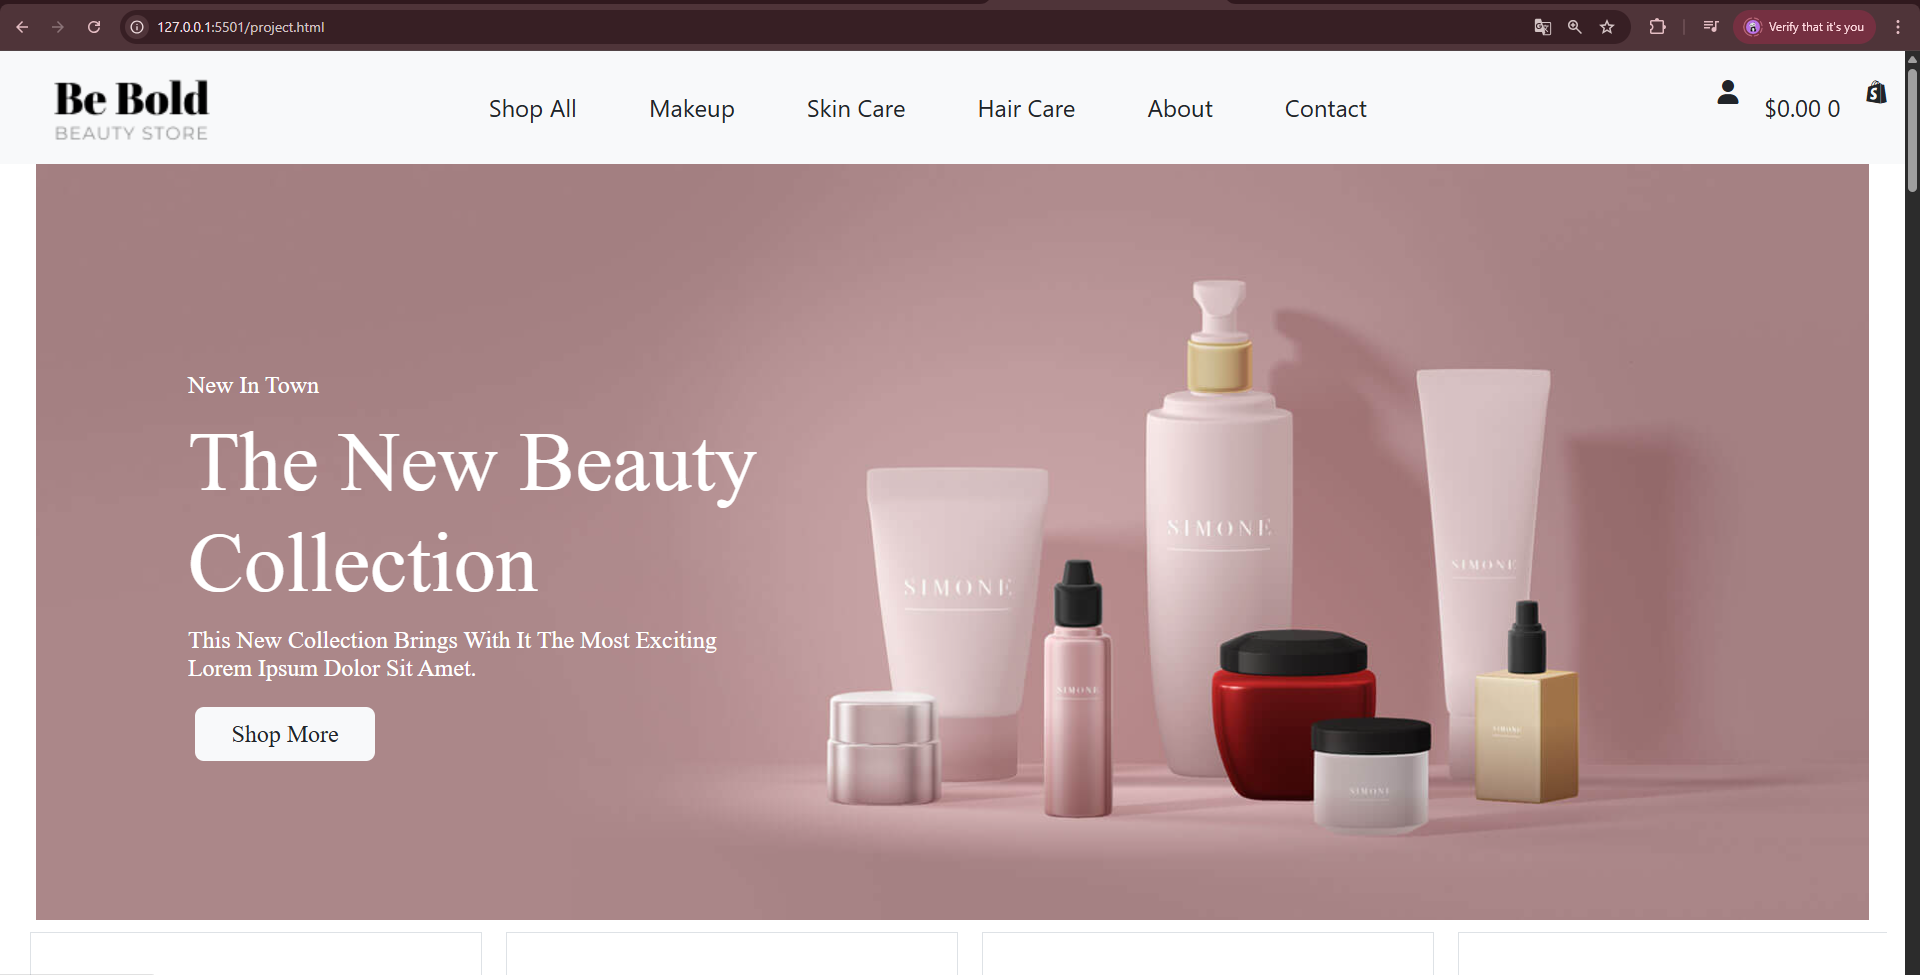 127.0.0.1:5501/project.html
Verify that it's you
Be Bold
BEAUTY STORE
Shop All
Makeup
Skin Care
Hair Care
About
Contact
$0.00 0
New In Town
The New Beauty
Collection
This New Collection Brings With It The Most Exciting
Lorem Ipsum Dolor Sit Amet.
Shop More
SIMONE
SIMONE
SIMONE
SIMONE
SIMONE
SIMONE